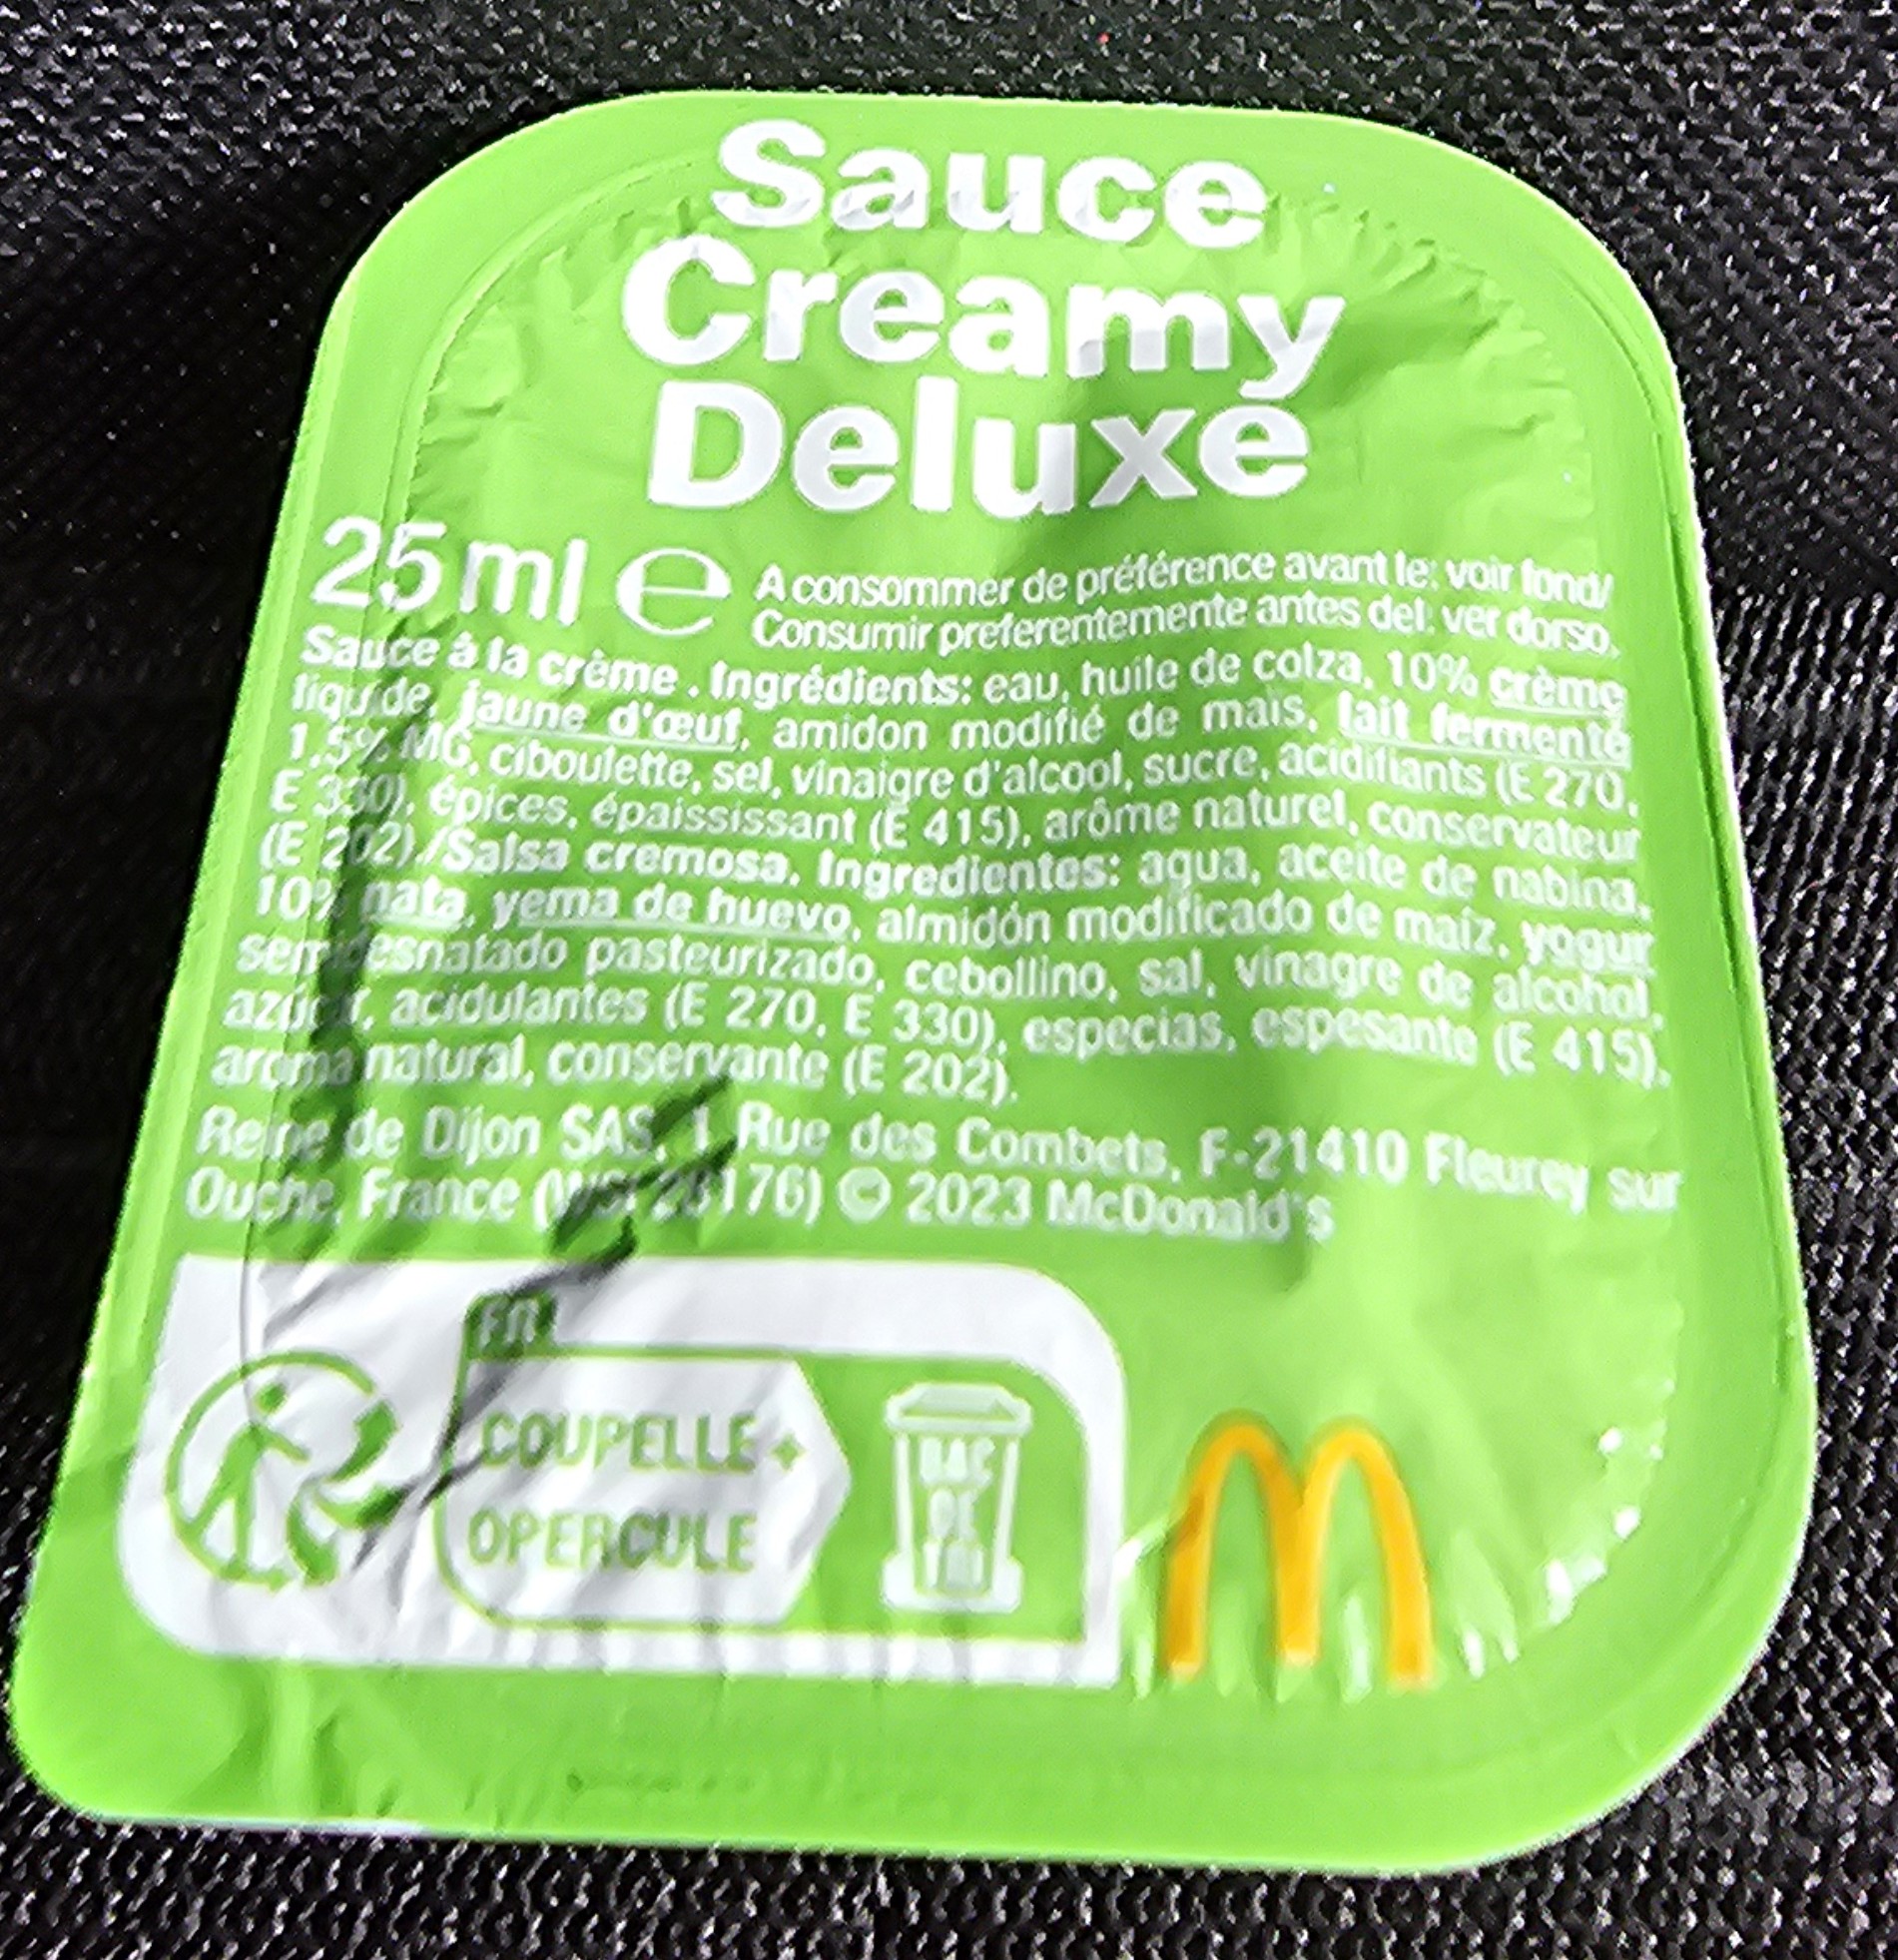 Sauce
Creamy
Deluxe
25 ml ℮
A consommer de préférence avant le: voir fond/
Consumir preferentemente antes del: ver dorso.
Sauce à la crème . Ingrédients: eau, huile de colza, 10% crème
liquide, jaune d'œuf, amidon modifié de maïs, lait fermenté
1,5% MG, ciboulette, sel, vinaigre d'alcool, sucre, acidifiants (E 270,
E 330), épices, épaississant (E 415), arôme naturel, conservateur
(E 202)./Salsa cremosa. Ingredientes: agua, aceite de nabina,
10% nata, yema de huevo, almidón modificado de maíz, yogur
semidesnatado pasteurizado, cebollino, sal, vinagre de alcohol,
azúcar, acidulantes (E 270, E 330), especias, espesante (E 415),
aroma natural, conservante (E 202).
Reine de Dijon SAS, 1 Rue des Combets, F-21410 Fleurey sur
Ouche, France © 2023 McDonald's
FR
COUPELLE +
OPERCULE
BAC
DE
TRI